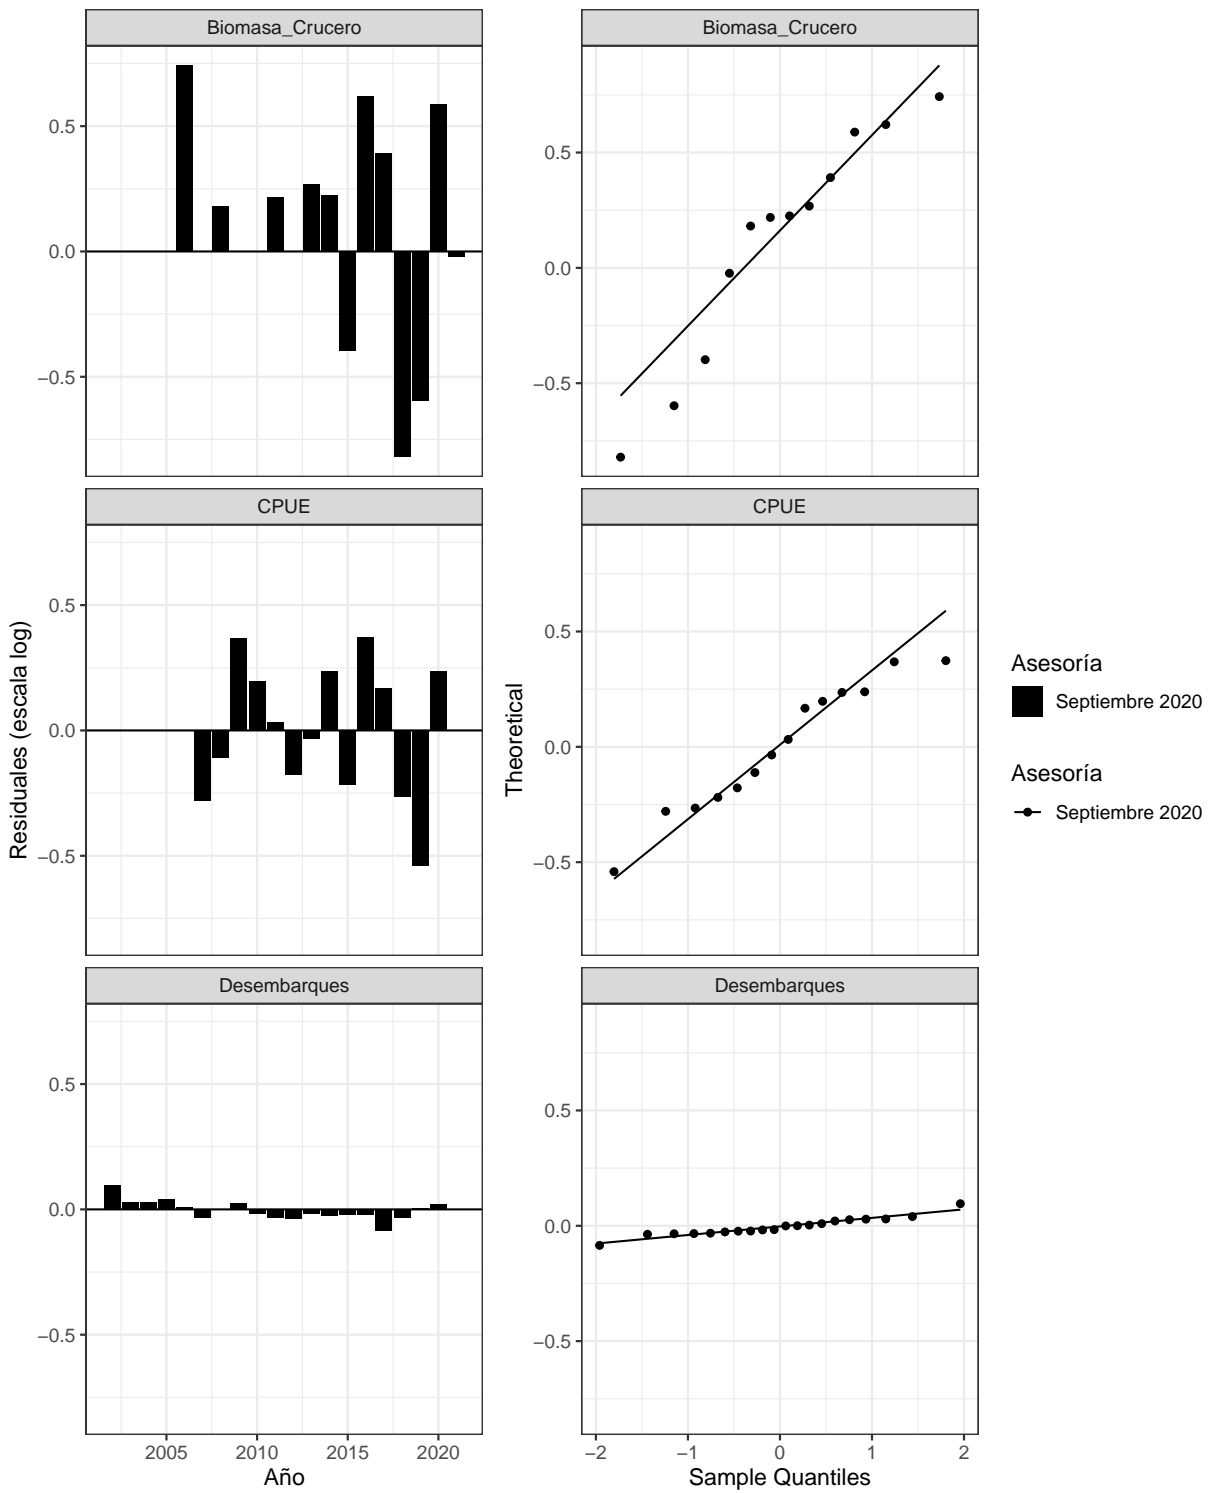 Biomasa_Crucero
0.5
0.0
−0.5
CPUE
0.5
0.0
−0.5
Desembarques
0.5
0.0
−0.5
2005 2010 2015 2020
Año
Residuales (escala log)
Biomasa_Crucero
0.5
0.0
−0.5
CPUE
0.5
0.0
−0.5
Desembarques
0.5
0.0
−0.5
−2 −1 0 1 2
Sample Quantiles
Theoretical
Asesoría
Septiembre 2020
Asesoría
Septiembre 2020